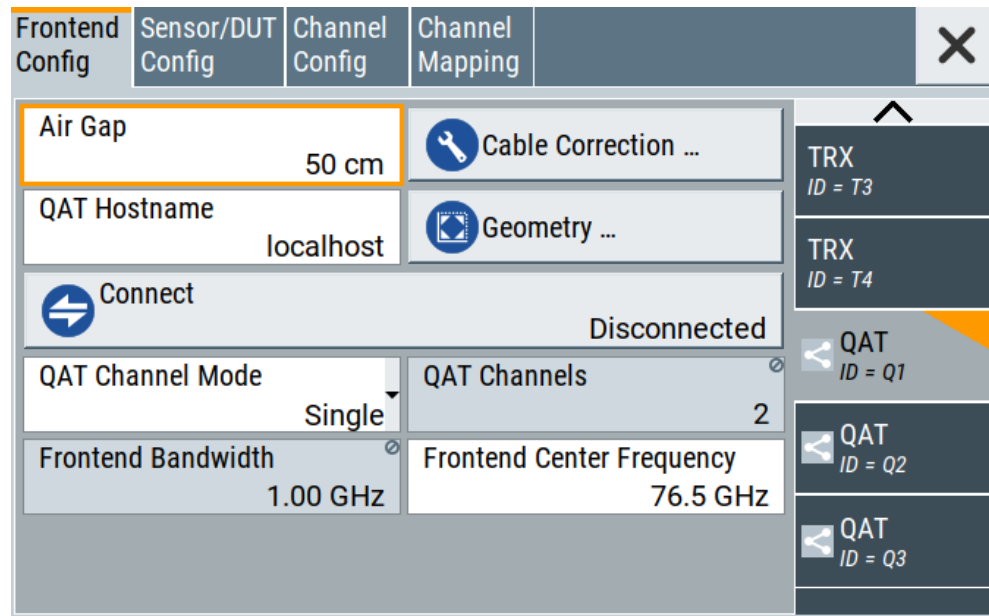 Frontend Config
Sensor/DUT Config
Channel Config
Channel Mapping
Air Gap
50 cm
Cable Correction ...
QAT Hostname
localhost
Geometry ...
Connect
Disconnected
QAT Channel Mode
Single
QAT Channels
2
Frontend Bandwidth
1.00 GHz
Frontend Center Frequency
76.5 GHz
TRX
ID = T3
TRX
ID = T4
QAT
ID = Q1
QAT
ID = Q2
QAT
ID = Q3